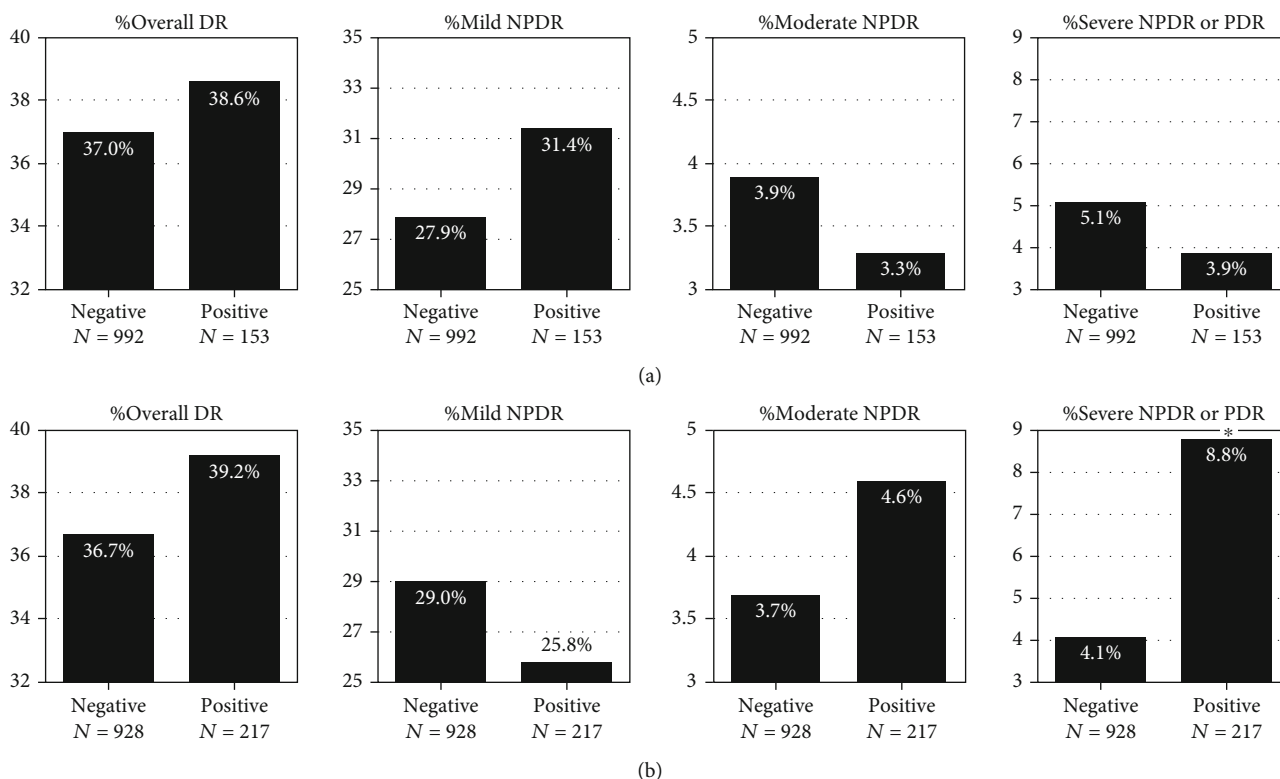 %Overall DR
40
38
36
34
32
37.0%
38.6%
Negative
N = 992
Positive
N = 153
%Mild NPDR
35
33
31
29
27
25
27.9%
31.4%
Negative
N = 992
Positive
N = 153
%Moderate NPDR
5
4.5
4
3.5
3
3.9%
3.3%
Negative
N = 992
Positive
N = 153
%Severe NPDR or PDR
9
8
7
6
5
4
3
5.1%
3.9%
Negative
N = 992
Positive
N = 153
(a)
%Overall DR
40
38
36
34
32
36.7%
39.2%
Negative
N = 928
Positive
N = 217
%Mild NPDR
35
33
31
29
27
25
29.0%
25.8%
Negative
N = 928
Positive
N = 217
%Moderate NPDR
5
4.5
4
3.5
3
3.7%
4.6%
Negative
N = 928
Positive
N = 217
%Severe NPDR or PDR
9
8
7
6
5
4
3
4.1%
*
8.8%
Negative
N = 928
Positive
N = 217
(b)